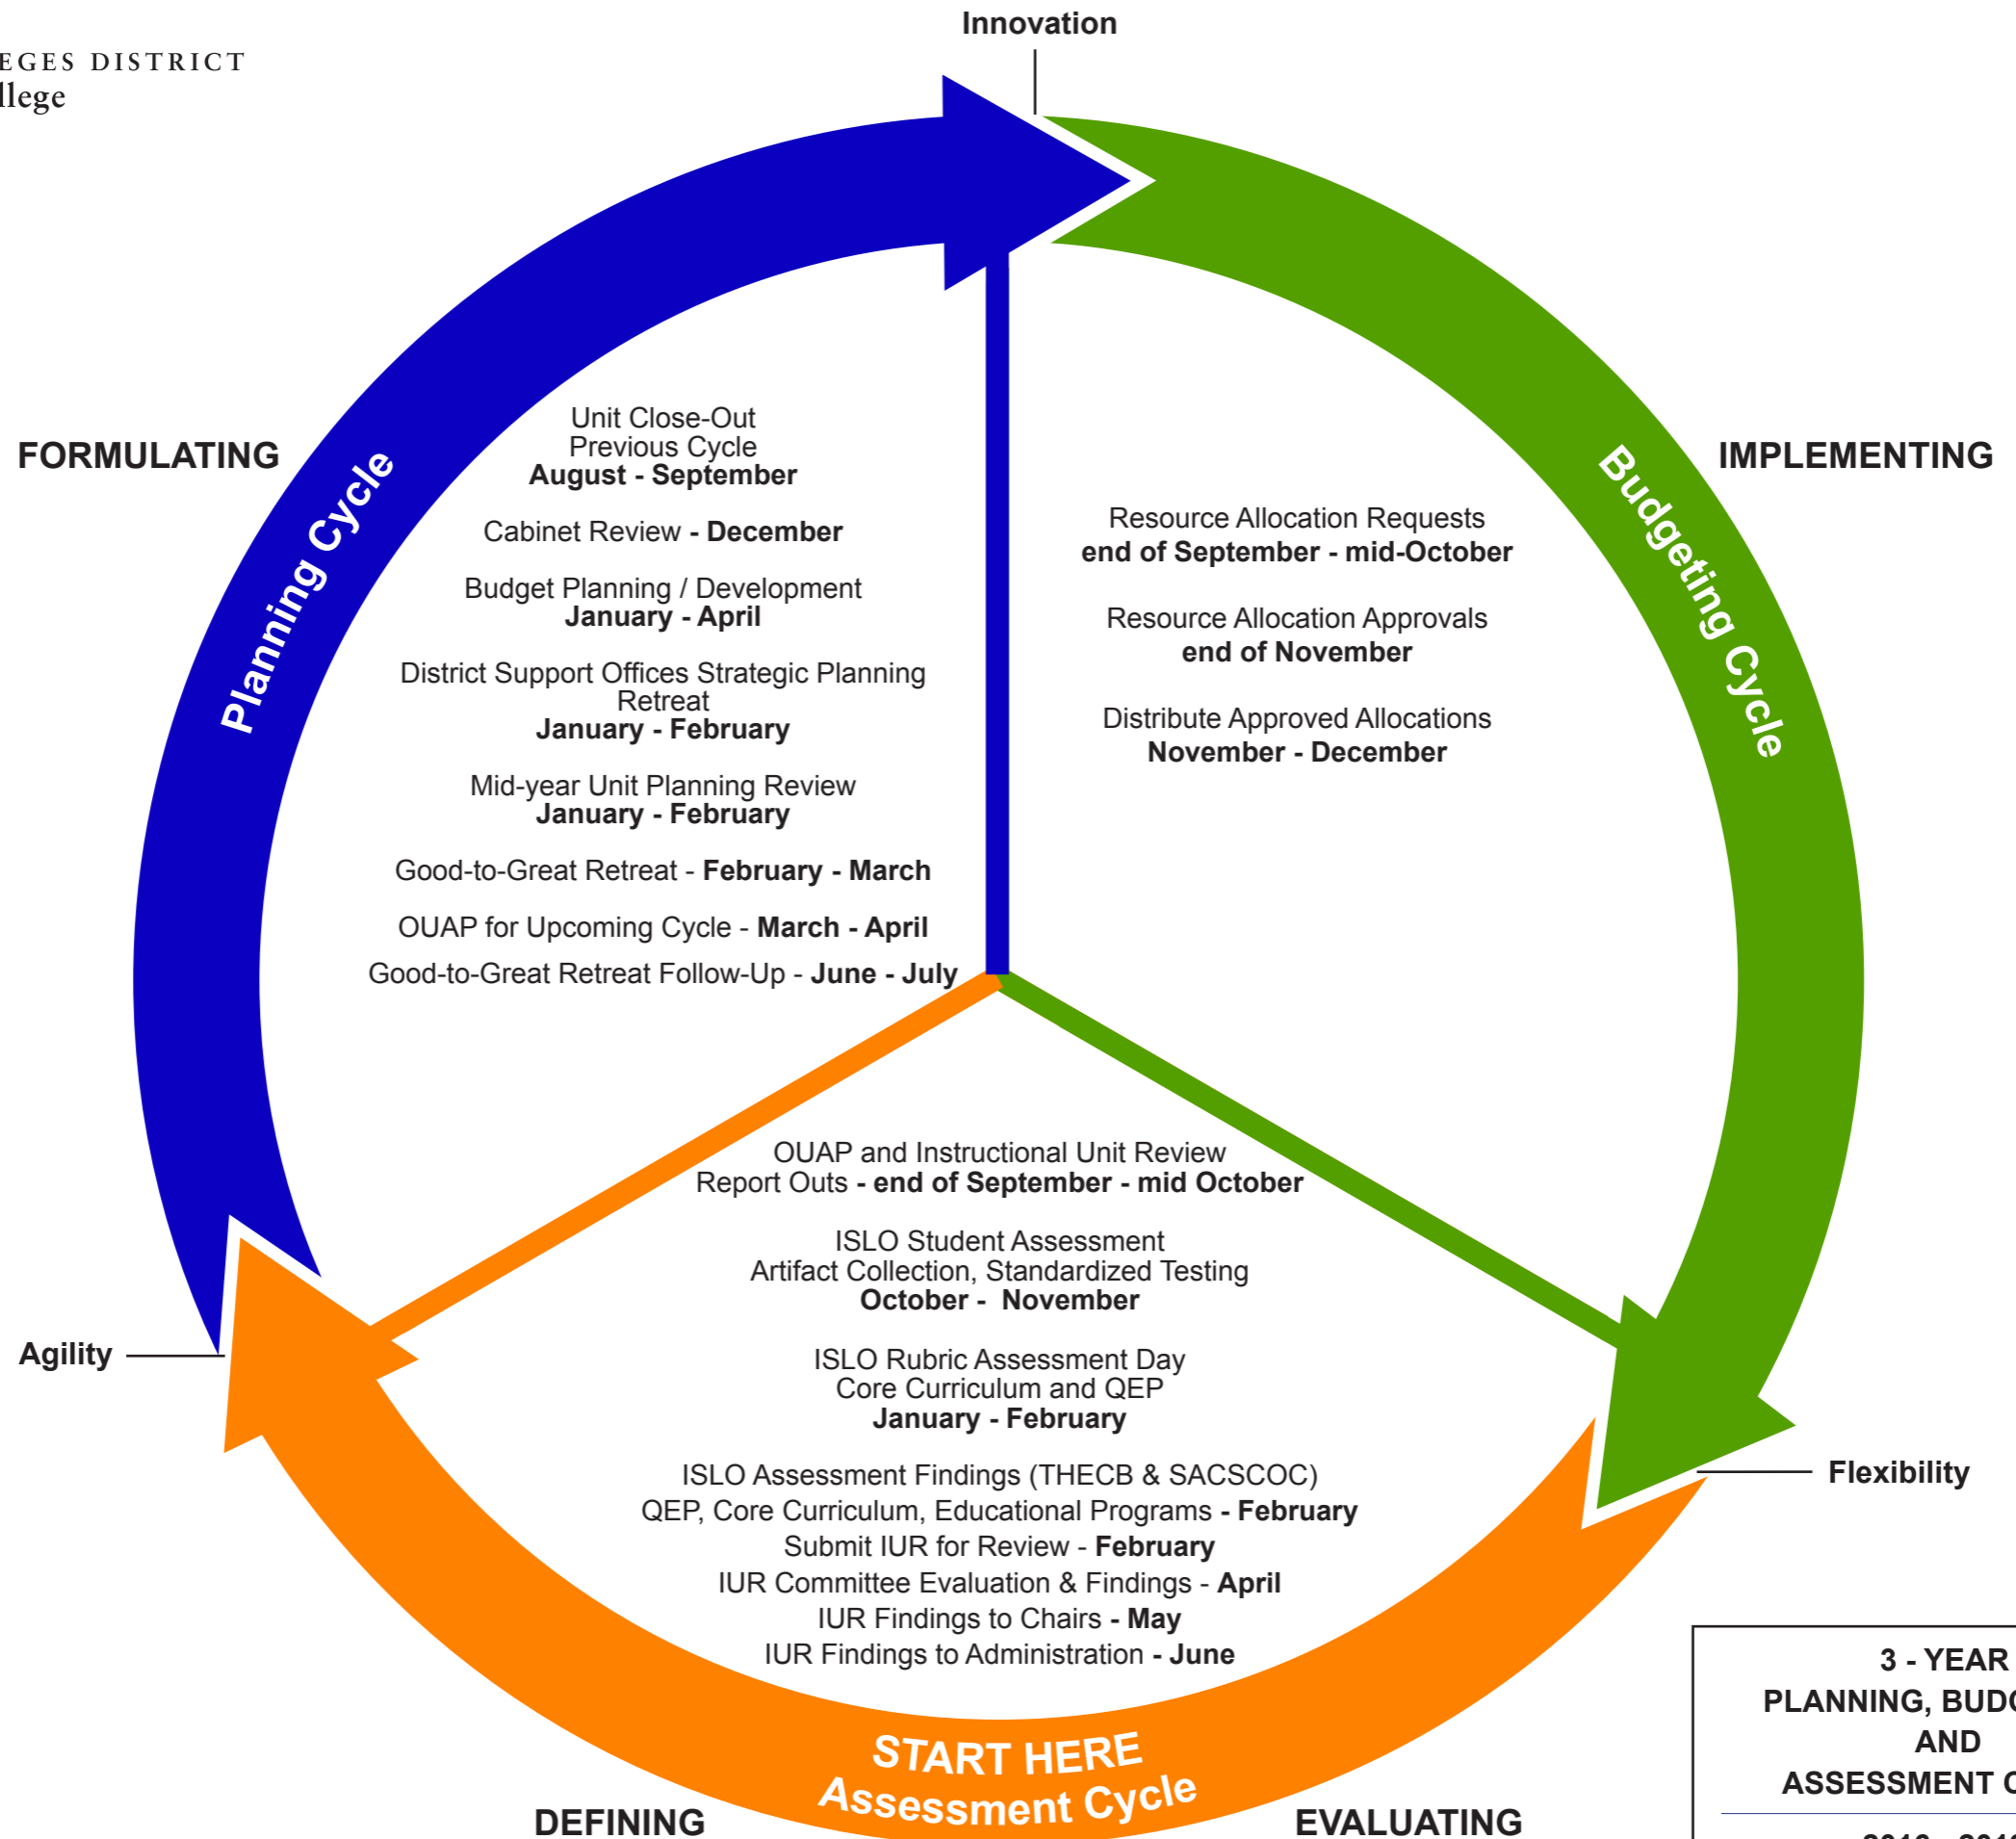 Innovation
EGES DISTRICT
llege
FORMULATING
Planning Cycle
Unit Close-Out
Previous Cycle
August - September
Cabinet Review - December
Budget Planning / Development
January - April
District Support Offices Strategic Planning
Retreat
January - February
Mid-year Unit Planning Review
January - February
Good-to-Great Retreat - February - March
OUAP for Upcoming Cycle - March - April
Good-to-Great Retreat Follow-Up - June - July
IMPLEMENTING
Budgeting Cycle
Resource Allocation Requests
end of September - mid-October
Resource Allocation Approvals
end of November
Distribute Approved Allocations
November - December
OUAP and Instructional Unit Review
Report Outs - end of September - mid October
ISLO Student Assessment
Artifact Collection, Standardized Testing
October - November
ISLO Rubric Assessment Day
Core Curriculum and QEP
January - February
ISLO Assessment Findings (THECB & SACSCOC)
QEP, Core Curriculum, Educational Programs - February
Submit IUR for Review - February
IUR Committee Evaluation & Findings - April
IUR Findings to Chairs - May
IUR Findings to Administration - June
Agility
Flexibility
START HERE
Assessment Cycle
DEFINING
EVALUATING
3 - YEAR
PLANNING,
AND
ASSESSMENT